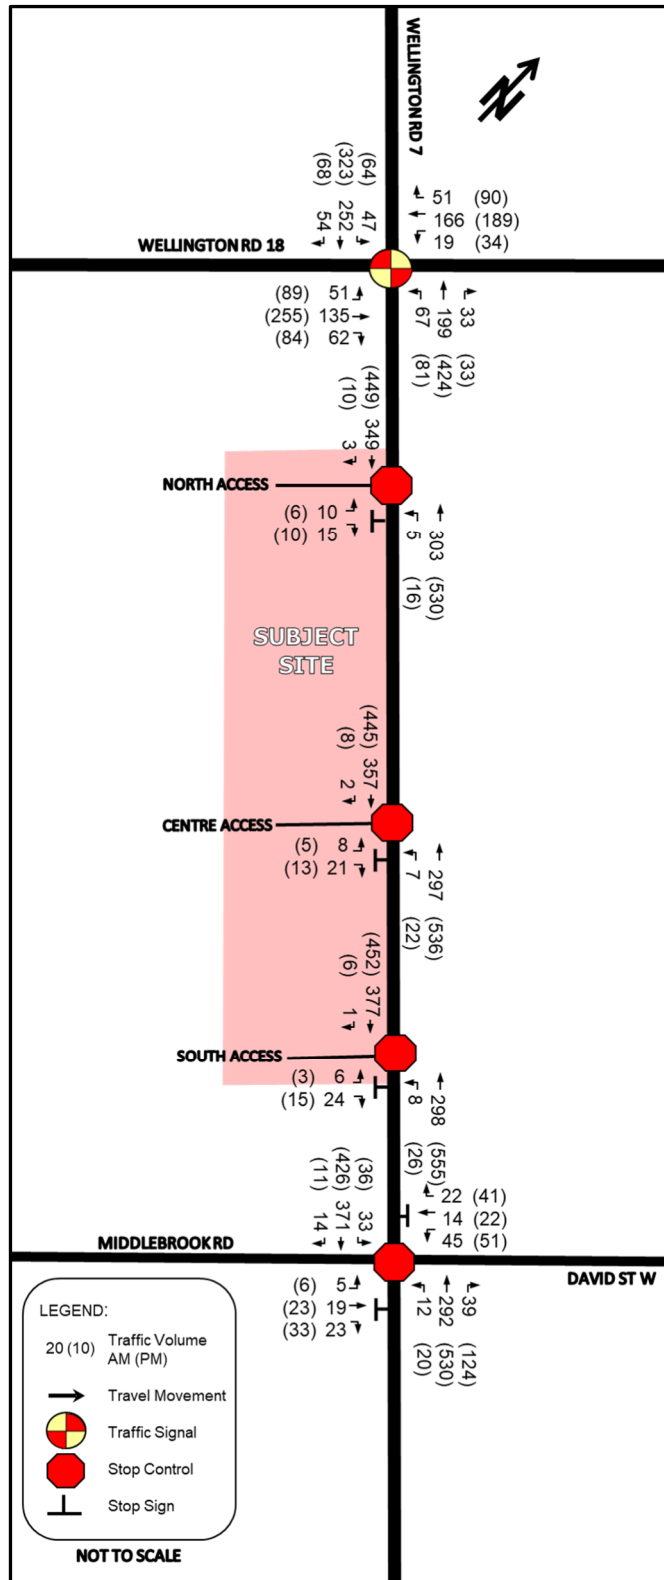 WELLINGTON RD 7
N
(68) (323) (64)
54 252 47
51 (90)
166 (189)
19 (34)
WELLINGTON RD 18
(89) 51
(255) 135
(84) 62
67 199 33
(81) (424) (33)
(10) (449)
3 349
NORTH ACCESS
(6) 10
(10) 15
5 303
(16) (530)
SUBJECT
SITE
(8) (445)
2 357
CENTRE ACCESS
(5) 8
(13) 21
7 297
(22) (536)
(6) (452)
1 377
SOUTH ACCESS
(3) 6
(15) 24
8 298
(26) (555)
(11) (426) (36)
14 371 33
22 (41)
14 (22)
45 (51)
MIDDLEBROOK RD
DAVID ST W
(6) 5
(23) 19
(33) 23
12 292 39
(20) (530) (124)
LEGEND:
20 (10) Traffic Volume
AM (PM)
Travel Movement
Traffic Signal
Stop Control
Stop Sign
NOT TO SCALE